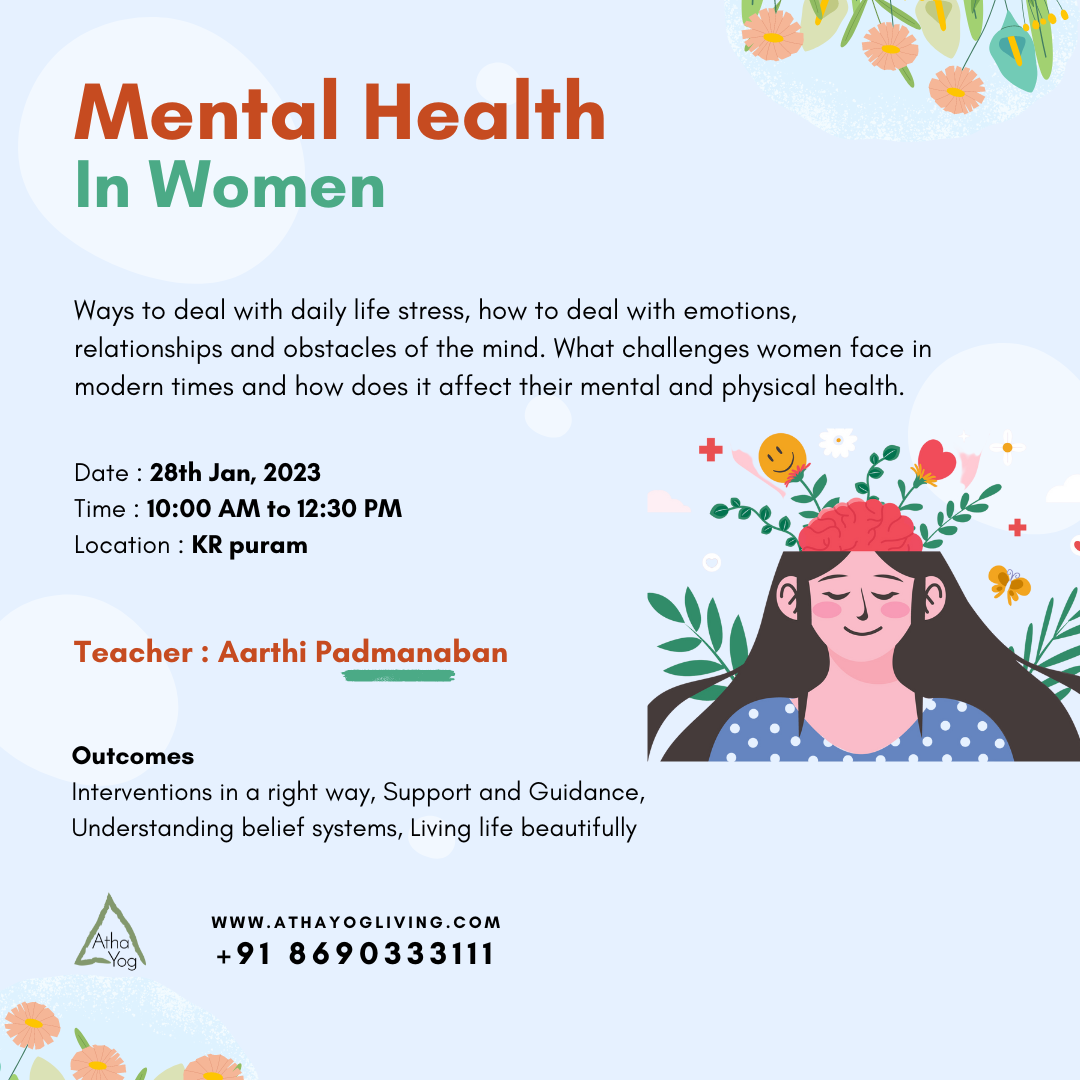 Mental Health
In Women
Ways to deal with daily life stress, how to deal with emotions,
relationships and obstacles of the mind. What challenges women face in
modern times and how does it affect their mental and physical health.
Date : 28th Jan, 2023
Time : 10:00 AM to 12:30 PM
Location : KR puram
Teacher : Aarthi Padmanaban
Outcomes
Interventions in a right way, Support and Guidance,
Understanding belief systems, Living life beautifully
Atha
Yog
WWW.ATHAYOGLIVING.COM
+91 8690333111